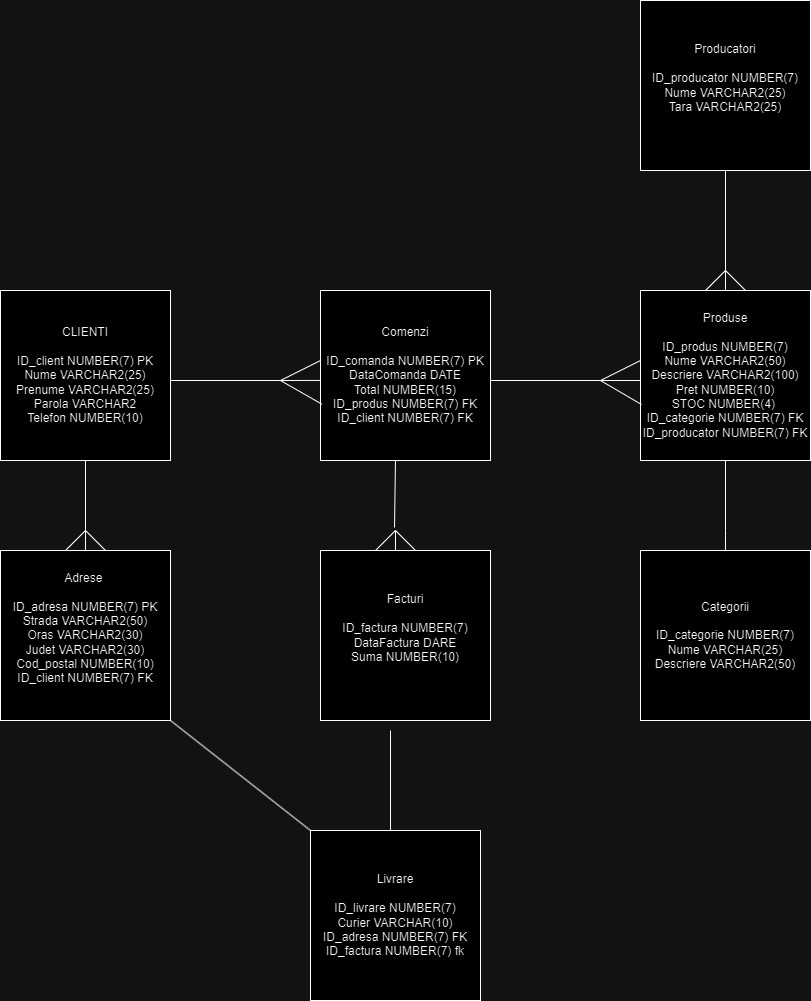 Producatori
ID_producator NUMBER(7)
Nume VARCHAR2(25)
Tara VARCHAR2(25)
CLIENTI
ID_client NUMBER(7) PK
Nume VARCHAR2(25)
Prenume VARCHAR2(25)
Parola VARCHAR2
Telefon NUMBER(10)
Comenzi
ID_comanda NUMBER(7) PK
DataComanda DATE
Total NUMBER(15)
ID_produs NUMBER(7) FK
ID_client NUMBER(7) FK
Produse
ID_produs NUMBER(7)
Nume VARCHAR2(50)
Descriere VARCHAR2(100)
Pret NUMBER(10)
STOC NUMBER(4)
ID_categorie NUMBER(7) FK
ID_producator NUMBER(7) FK
Adrese
ID_adresa NUMBER(7) PK
Strada VARCHAR2(50)
Oras VARCHAR2(30)
Judet VARCHAR2(30)
Cod_postal NUMBER(10)
ID_client NUMBER(7) FK
Facturi
ID_factura NUMBER(7)
DataFactura DARE
Suma NUMBER(10)
Categorii
ID_categorie NUMBER(7)
Nume VARCHAR(25)
Descriere VARCHAR2(50)
Livrare
ID_livrare NUMBER(7)
Curier VARCHAR(10)
ID_adresa NUMBER(7) FK
ID_factura NUMBER(7) fk